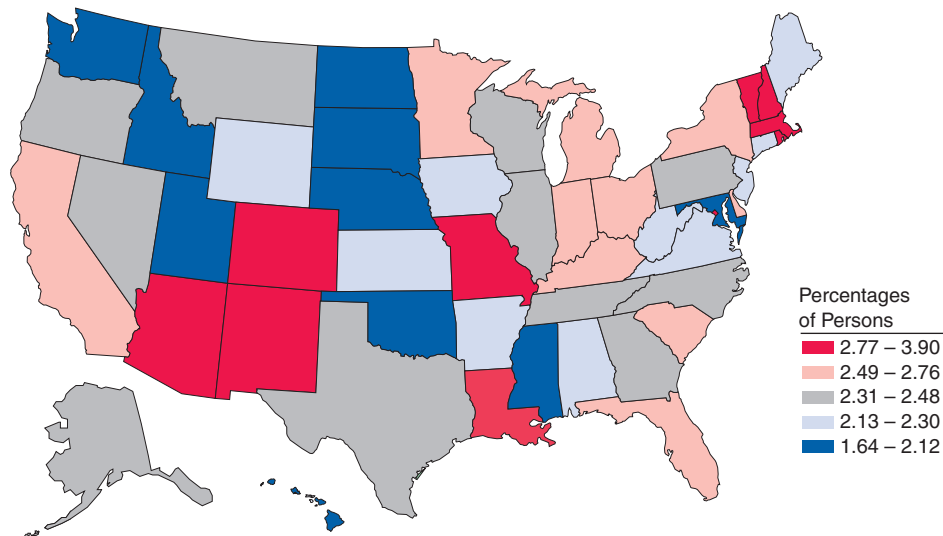 Percentages
of Persons
2.77 – 3.90
2.49 – 2.76
2.31 – 2.48
2.13 – 2.30
1.64 – 2.12